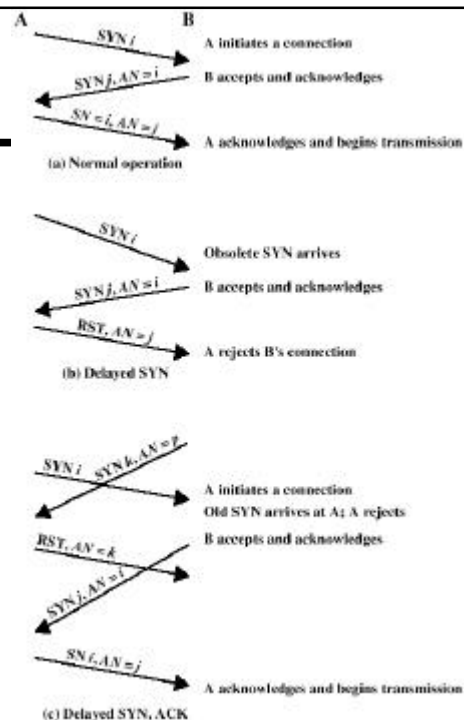 A B
SYN i
A initiates a connection
SYN j, AN = i
B accepts and acknowledges
SN = i, AN = j
A acknowledges and begins transmission
(a) Normal operation
SYN i
Obsolete SYN arrives
SYN j, AN = i
B accepts and acknowledges
RST, AN = j
A rejects B's connection
(b) Delayed SYN
SYN k, AN = p
SYN i
A initiates a connection
Old SYN arrives at A; A rejects
RST, AN = k
B accepts and acknowledges
SYN j, AN = i
SN i, AN = j
A acknowledges and begins transmission
(c) Delayed SYN, ACK